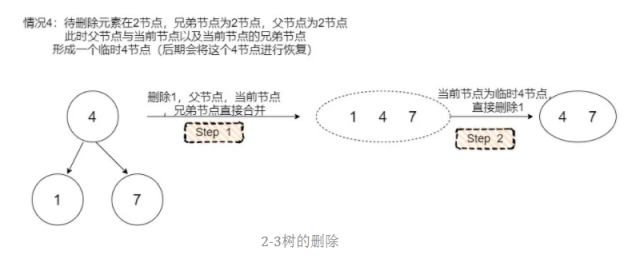 情况4：待删除元素在2节点，兄弟节点为2节点，父节点为2节点
此时父节点与当前节点以及当前节点的兄弟节点
形成一个临时4节点（后期会将这个4节点进行恢复）
删除1，父节点，当前节点
，兄弟节点直接合并
Step 1
当前节点为临时4节点，
直接删除1
Step 2
4
1 4 7
4 7
1
7
2-3树的删除